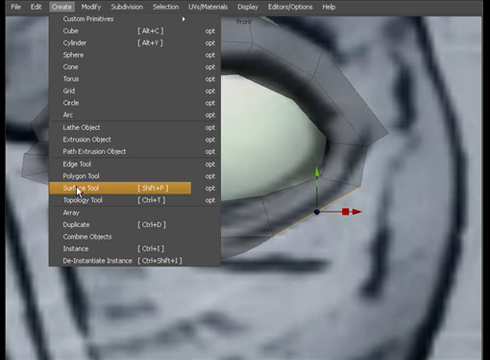 File Edit Create Modify Subdivision Selection UVs/Materials Display Editors/Options Help
Front
Custom Primitives
Cube [ Alt+C ] opt
Cylinder [ Alt+Y ] opt
Sphere opt
Cone opt
Torus opt
Grid opt
Circle opt
Arc opt
Lathe Object opt
Extrusion Object opt
Path Extrusion Object opt
Edge Tool opt
Polygon Tool opt
Surface Tool [ Shift+P ] opt
Topology Tool [ Ctrl+T ] opt
Array opt
Duplicate [ Ctrl+D ] opt
Combine Objects opt
Instance [ Ctrl+I ] opt
De-Instantiate Instance [ Ctrl+Shift+I ] opt